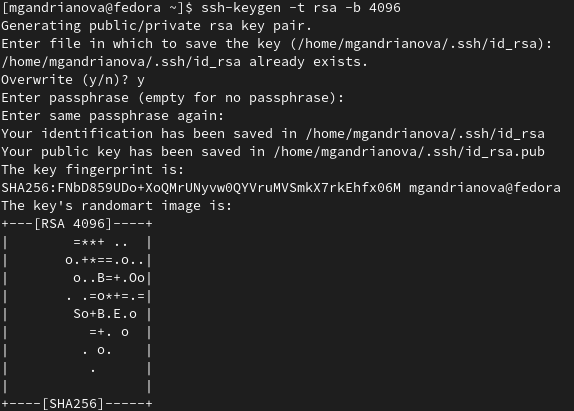 [mgandrianova@fedora ~]$ ssh-keygen -t rsa -b 4096
Generating public/private rsa key pair.
Enter file in which to save the key (/home/mgandrianova/.ssh/id_rsa):
/home/mgandrianova/.ssh/id_rsa already exists.
Overwrite (y/n)? y
Enter passphrase (empty for no passphrase):
Enter same passphrase again:
Your identification has been saved in /home/mgandrianova/.ssh/id_rsa
Your public key has been saved in /home/mgandrianova/.ssh/id_rsa.pub
The key fingerprint is:
SHA256:FNbD859UDo+XoQMrUNyvw0QYVruMVSmkX7rkEhfx06M mgandrianova@fedora
The key's randomart image is:
+---[RSA 4096]----+
|        =**+ ..  |
|       o.+*==.o..|
|        o..B=+.Oo|
|       . .=o*+=.=|
|        So+B.E.o |
|          =+. o  |
|         . o.    |
|          .      |
|                 |
+----[SHA256]-----+